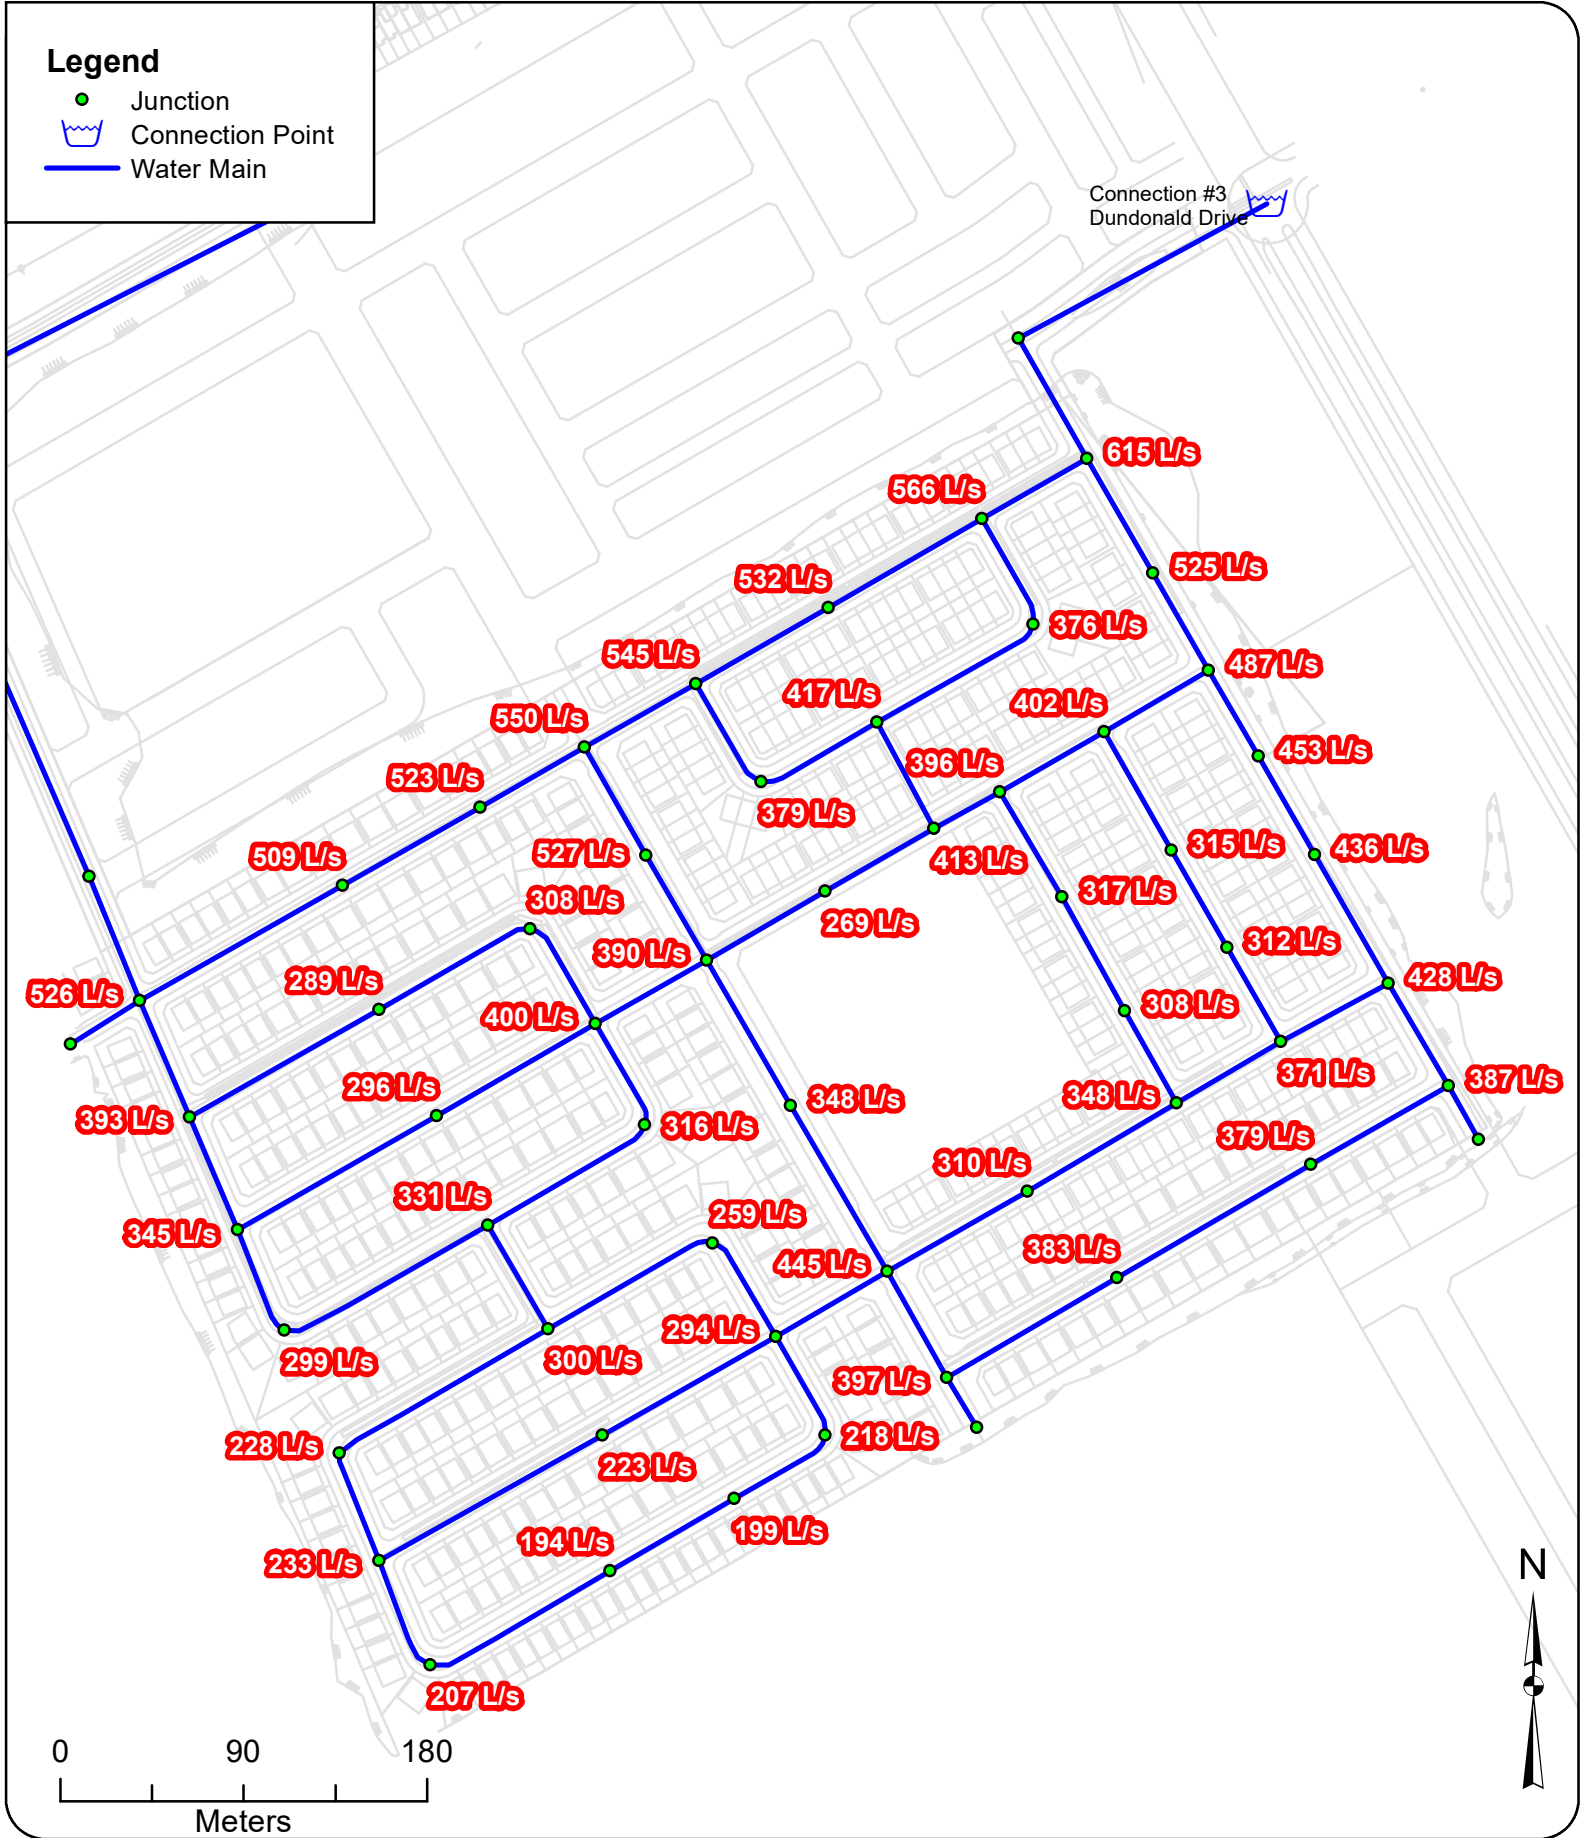 Legend
Junction
Connection Point
Water Main
Connection #3
Dundonald Drive
615 L/s
566 L/s
525 L/s
532 L/s
376 L/s
545 L/s
487 L/s
417 L/s
402 L/s
550 L/s
453 L/s
396 L/s
523 L/s
379 L/s
527 L/s
509 L/s
413 L/s
315 L/s
436 L/s
317 L/s
308 L/s
269 L/s
312 L/s
390 L/s
289 L/s
428 L/s
526 L/s
400 L/s
308 L/s
296 L/s
371 L/s
387 L/s
348 L/s
348 L/s
393 L/s
316 L/s
379 L/s
310 L/s
331 L/s
259 L/s
345 L/s
383 L/s
445 L/s
294 L/s
299 L/s
300 L/s
397 L/s
228 L/s
218 L/s
223 L/s
194 L/s
199 L/s
233 L/s
207 L/s
N
0 90 180
Meters